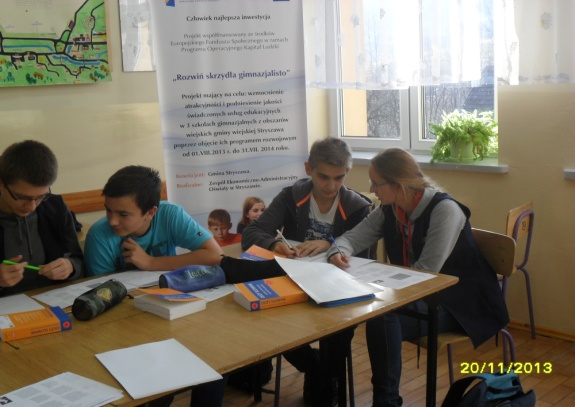 Człowiek najlepsza inwestycja
Projekt współfinansowany ze środków
Europejskiego Funduszu Społecznego w ramach
Programu Operacyjnego Kapitał Ludzki
„Rozwiń skrzydła gimnazjalisto”
Projekt mający na celu: wzmocnienie
atrakcyjności i podniesienie jakości
świadczonych usług edukacyjnych
w 3 szkołach gimnazjalnych z obszarów
wiejskich gminy wiejskiej Stryszawa
poprzez objęcie ich programem rozwojowym
od 01.VIII.2013 r. do 31.VII. 2014 roku.
Beneficjent: Gmina Stryszawa
Realizator: Zespół Ekonomiczno Administracyjny
Oświaty w Stryszawie.
20/11/2013